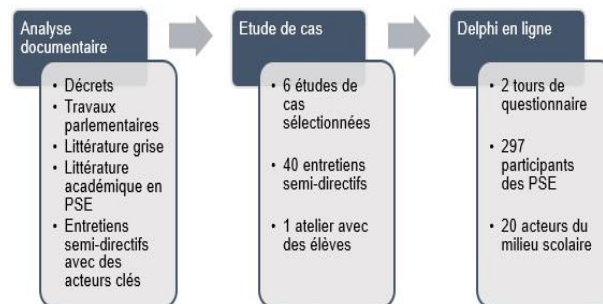 Analyse
documentaire
• Décrets
• Travaux
parlementaires
• Littérature grise
• Littérature
académique en
PSE
• Entretiens
semi-directifs
avec des
acteurs clés
Etude de cas
• 6 études de
cas
sélectionnées
• 40 entretiens
semi-directifs
• 1 atelier avec
des élèves
Delphi en ligne
• 2 tours de
questionnaire
• 297
participants
des PSE
• 20 acteurs du
milieu scolaire